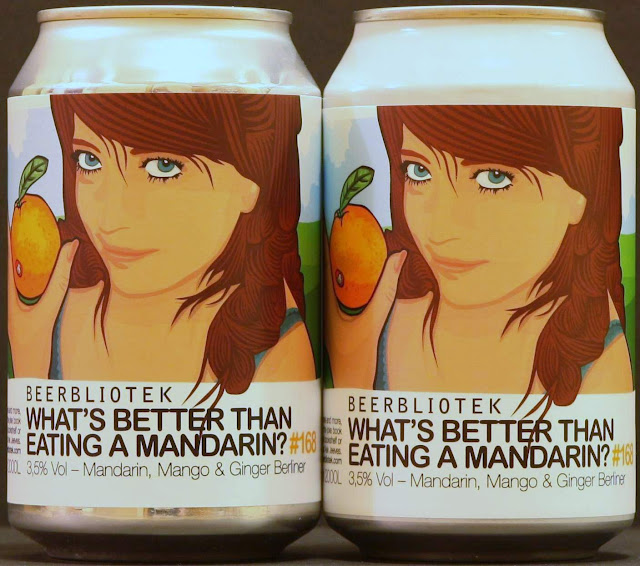 BEERBLIOTEK
WHAT'S BETTER THAN
EATING A MANDARIN? #168
3,5% Vol – Mandarin, Mango & Ginger Berliner
BEERBLIOTEK
WHAT'S BETTER THAN
EATING A MANDARIN? #168
3,5% Vol – Mandarin, Mango & Ginger Berliner